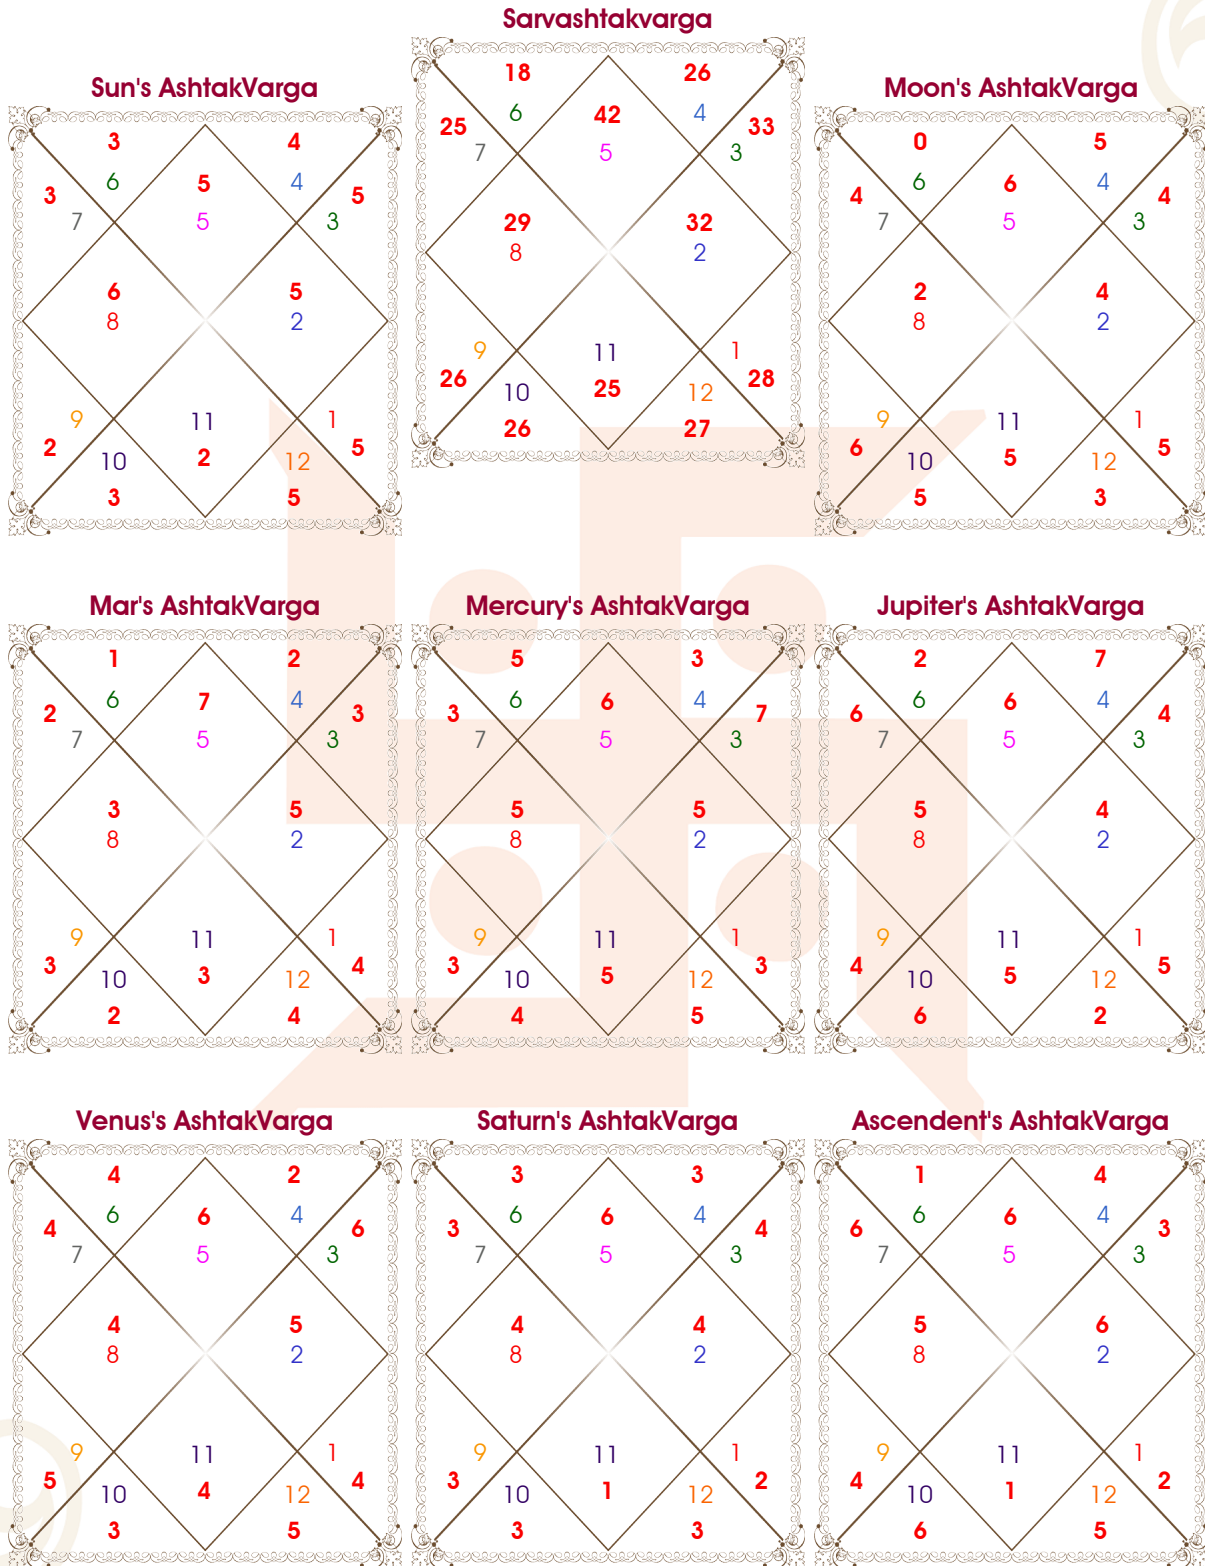 Sarvashtakvarga
18 26
6 42 4
25 33
7 5 3
29 32
8 2
9 11 1
26 10 25 12 28
26 27
Sun's AshtakVarga
3 4
6 5 4
3 5
7 5 3
6 5
8 2
9 11 1
2 10 2 12 5
3 5
Moon's AshtakVarga
0 5
6 6 4
4 4
7 5 3
2 4
8 2
9 11 1
6 10 5 12 5
5 3
Mar's AshtakVarga
1 2
6 7 4
2 3
7 5 3
3 5
8 2
9 11 1
3 10 3 12 4
2 4
Mercury's AshtakVarga
5 3
6 6 4
3 7
7 5 3
5 5
8 2
9 11 1
3 10 5 12 3
4 5
Jupiter's AshtakVarga
2 7
6 6 4
6 4
7 5 3
5 4
8 2
9 11 1
4 10 5 12 5
6 2
Venus's AshtakVarga
4 2
6 6 4
4 6
7 5 3
4 5
8 2
9 11 1
5 10 4 12 4
3 5
Saturn's AshtakVarga
3 3
6 6 4
3 4
7 5 3
4 4
8 2
9 11 1
3 10 1 12 2
3 3
Ascendent's AshtakVarga
1 4
6 6 4
6 3
7 5 3
5 6
8 2
9 11 1
4 10 1 12 2
6 5